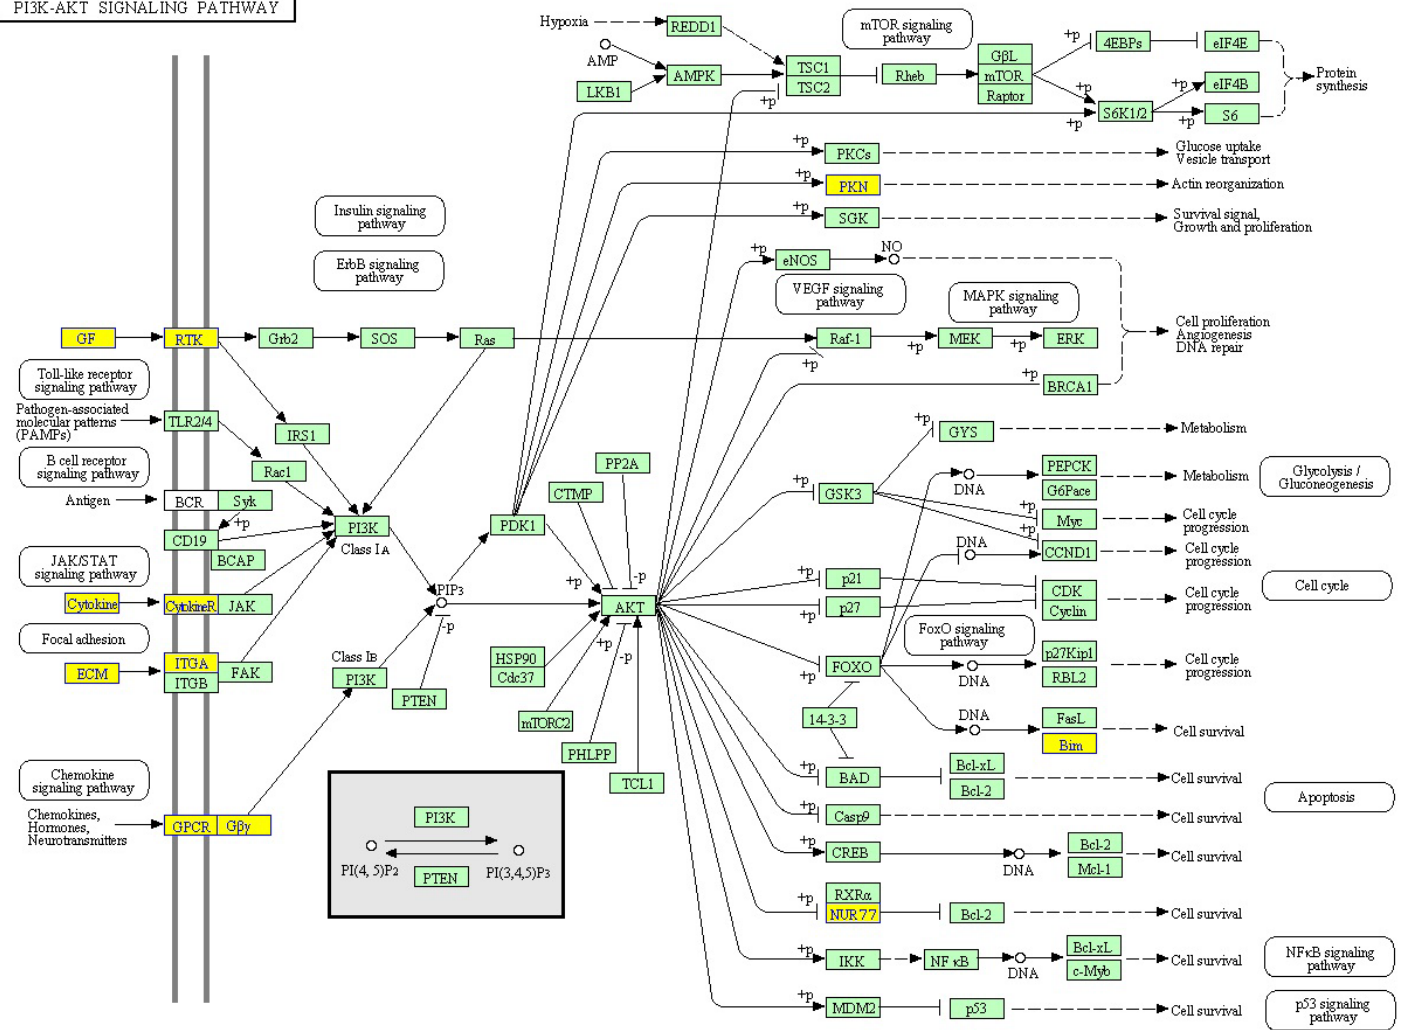 PI3K-AKT SIGNALING PATHWAY
Hypoxia
REDD1
mTOR signaling
pathway
AMP
AMPK
LKB1
TSC1
TSC2
+p
Rheb
GβL
mTOR
Raptor
+p
4EBPs
eIF4E
+p
S6K1/2
+p
+p
eIF4B
+p
S6
Protein
synthesis
+p
PKCs
Glucose uptake
Vesicle transport
+p
PKN
Actin reorganization
+p
SGK
Survival signal,
Growth and proliferation
Insulin signaling
pathway
ErbB signaling
pathway
+p
eNOS
NO
VEGF signaling
pathway
MAPK signaling
pathway
GF
RTK
Grb2
SOS
Ras
Raf-1
+p
+p
MEK
+p
ERK
Cell proliferation
Angiogenesis
DNA repair
+p
BRCA1
Toll-like receptor
signaling pathway
Pathogen-associated
molecular patterns
(PAMPs)
TLR2/4
IRS1
Rac1
B cell receptor
signaling pathway
Antigen
BCR
Syk
+p
CD19
BCAP
PI3K
Class IA
JAK/STAT
signaling pathway
Cytokine
CytokineR
JAK
Focal adhesion
ECM
ITGA
ITGB
FAK
Class IB
PI3K
PIP3
-p
PTEN
PDK1
PP2A
CTMP
+p
-p
AKT
HSP90
Cdc37
+p
-p
mTORC2
PHLPP
TCL1
+p
GYS
Metabolism
+p
GSK3
DNA
PEPCK
G6Pace
Metabolism
Glycolysis /
Gluconeogenesis
+p
Myc
Cell cycle
progression
+p
DNA
CCND1
Cell cycle
progression
+p
p21
+p
p27
CDK
Cyclin
Cell cycle
progression
Cell cycle
FoxO signaling
pathway
FOXO
+p
DNA
p27Kip1
RBL2
Cell cycle
progression
14-3-3
DNA
FasL
Bim
Cell survival
+p
BAD
Bcl-xL
Bcl-2
Cell survival
Apoptosis
+p
Casp9
Cell survival
+p
CREB
DNA
Bcl-2
Mcl-1
Cell survival
+p
RXRα
NUR77
Bcl-2
Cell survival
+p
IKK
NFκB
DNA
Bcl-xL
c-Myb
Cell survival
NFκB signaling
pathway
+p
MDM2
p53
Cell survival
p53 signaling
pathway
Chemokine
signaling pathway
Chemokines,
Hormones,
Neurotransmitters
GPCR
Gβγ
PI3K
PI(4, 5)P2
PI(3,4,5)P3
PTEN